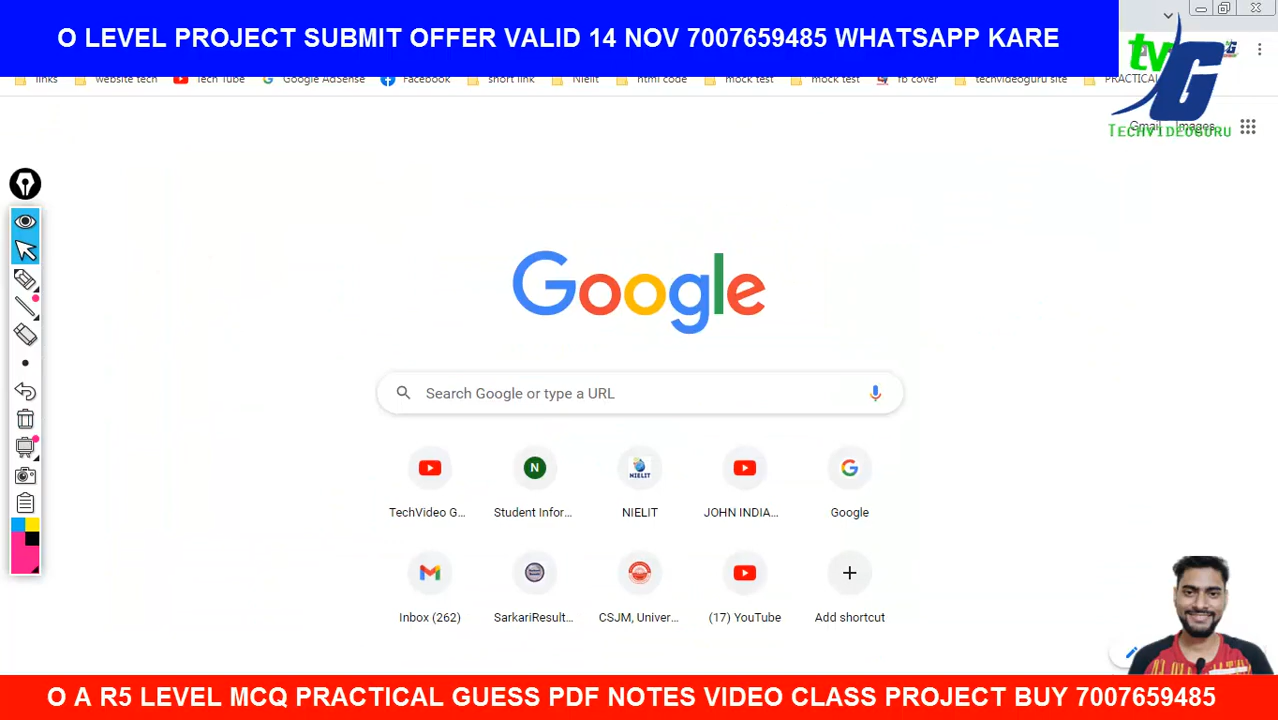 O LEVEL PROJECT SUBMIT OFFER VALID 14 NOV 7007659485 WHATSAPP KARE
links website tech Tech Tube Google AdSense Facebook short link Nielit html code mock test mock test fb cover techvideoguru site PRACTICAL
tv G
Gmail Images
TECHVIDEOGURU
Google
Search Google or type a URL
TechVideo G... Student Infor... NIELIT JOHN INDIA... Google
Inbox (262) SarkariResult... CSJM, Univer... (17) YouTube Add shortcut
O A R5 LEVEL MCQ PRACTICAL GUESS PDF NOTES VIDEO CLASS PROJECT BUY 7007659485